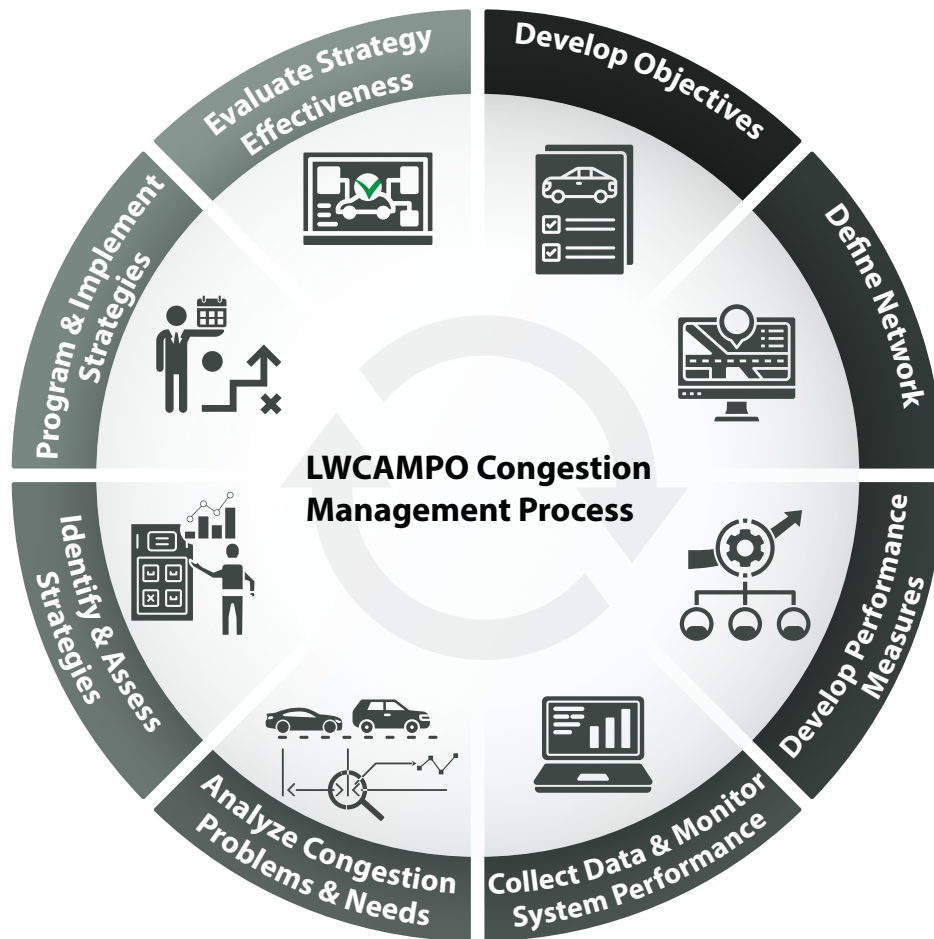 LWCAMPO Congestion
Management Process
Develop Objectives
Define Network
Develop Performance
Measures
Collect Data & Monitor
System Performance
Analyze Congestion
Problems & Needs
Identify & Assess
Strategies
Program & Implement
Strategies
Evaluate Strategy
Effectiveness